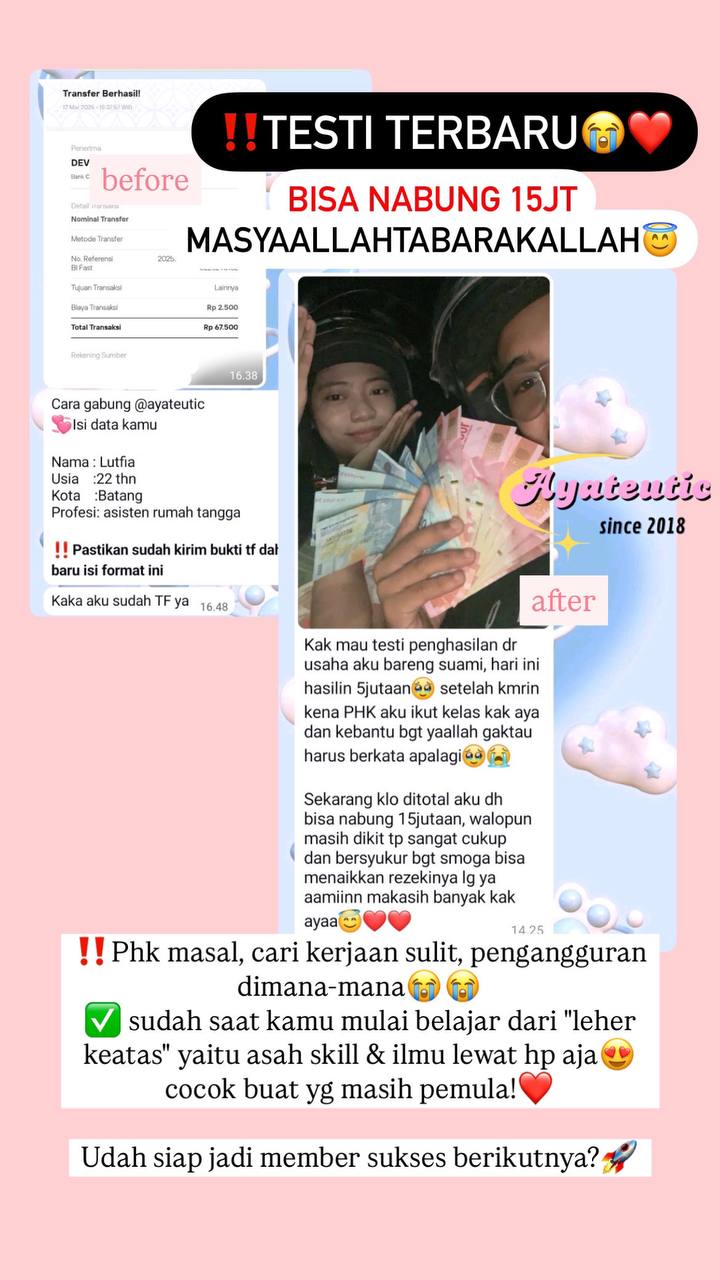 Transfer Berhasil!
‼️TESTI TERBARU😭❤️
Penerima
DEV
before
BISA NABUNG 15JT
MASYAALLAHTABARAKALLAH😇
Detail Transaksi
Nominal Transfer
Metode Transfer
No. Referensi 2025.
BI Fast
Tujuan Transaksi Lainnya
Biaya Transaksi Rp 2.500
Total Transaksi Rp 67.500
Rekening Sumber
16.38
Cara gabung @ayateutic
💞Isi data kamu
Nama : Lutfia
Usia :22 thn
Kota :Batang
Profesi: asisten rumah tangga
‼️Pastikan sudah kirim bukti tf dah
baru isi format ini
Kaka aku sudah TF ya 16.48
Ayateutic
since 2018
after
Kak mau testi penghasilan dr
usaha aku bareng suami, hari ini
hasilin 5jutaan🥹 setelah kmrin
kena PHK aku ikut kelas kak aya
dan kebantu bgt yaallah gaktau
harus berkata apalagi🥹😭
Sekarang klo ditotal aku dh
bisa nabung 15jutaan, walopun
masih dikit tp sangat cukup
dan bersyukur bgt smoga bisa
menaikkan rezekinya lg ya
aamiinn makasih banyak kak
ayaa😇❤️❤️
14.25
‼️Phk masal, cari kerjaan sulit, pengangguran
dimana-mana😭😭
✅ sudah saat kamu mulai belajar dari "leher
keatas" yaitu asah skill & ilmu lewat hp aja😍
cocok buat yg masih pemula!❤️
Udah siap jadi member sukses berikutnya?🚀